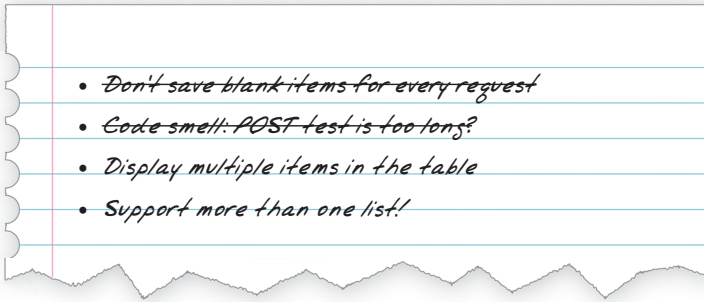 • Don't save blank items for every request
• Code smell: POST test is too long?
• Display multiple items in the table
• Support more than one list!